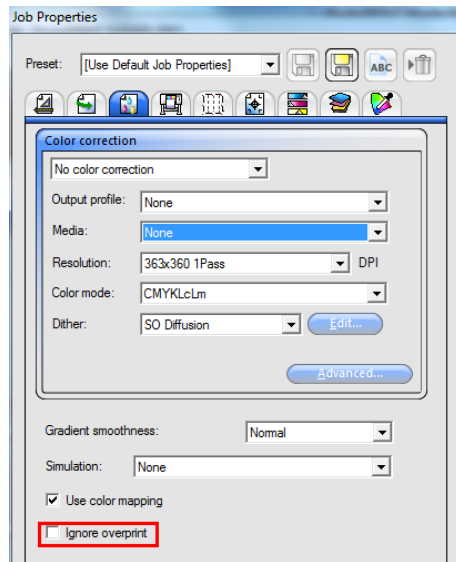 Job Properties
Preset: [Use Default Job Properties] ABC
Color correction
No color correction
Output profile: None
Media: None
Resolution: 363x360 1Pass DPI
Color mode: CMYKLcLm
Dither: SO Diffusion Edit...
Advanced...
Gradient smoothness: Normal
Simulation: None
Use color mapping
Ignore overprint